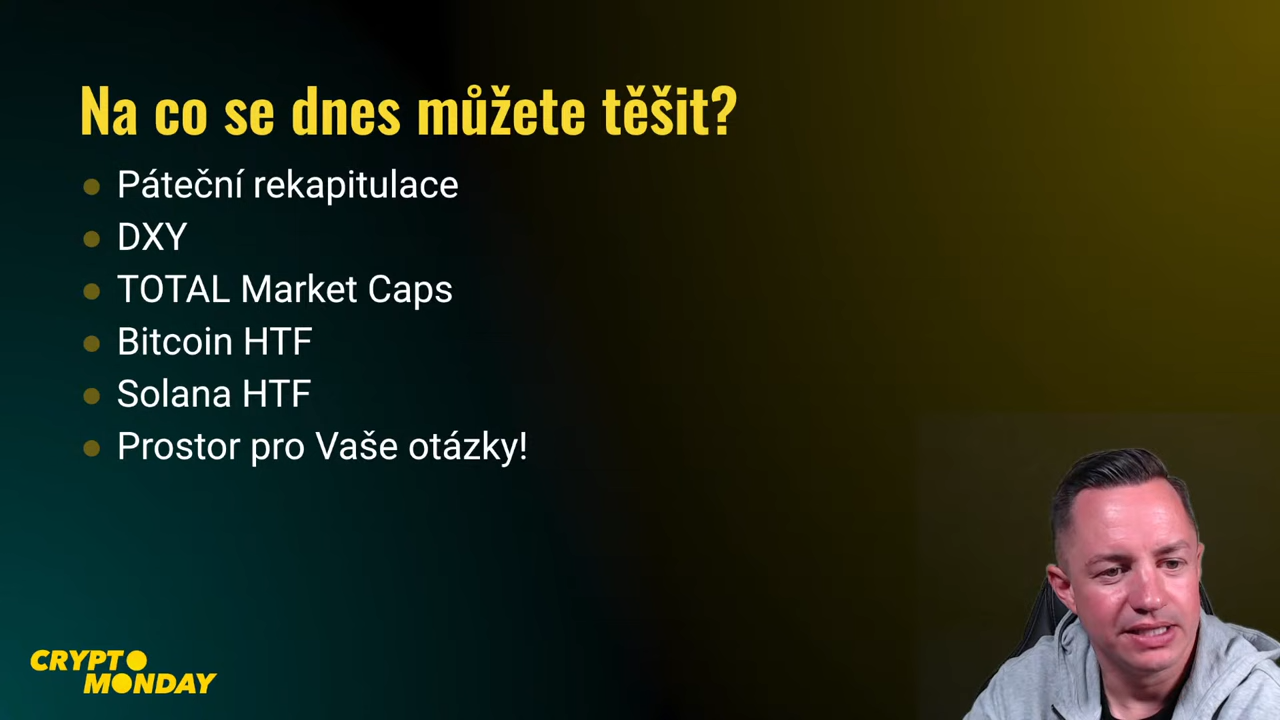 Na co se dnes můžete těšit?
Páteční rekapitulace
DXY
TOTAL Market Caps
Bitcoin HTF
Solana HTF
Prostor pro Vaše otázky!
CRYPTO
MONDAY